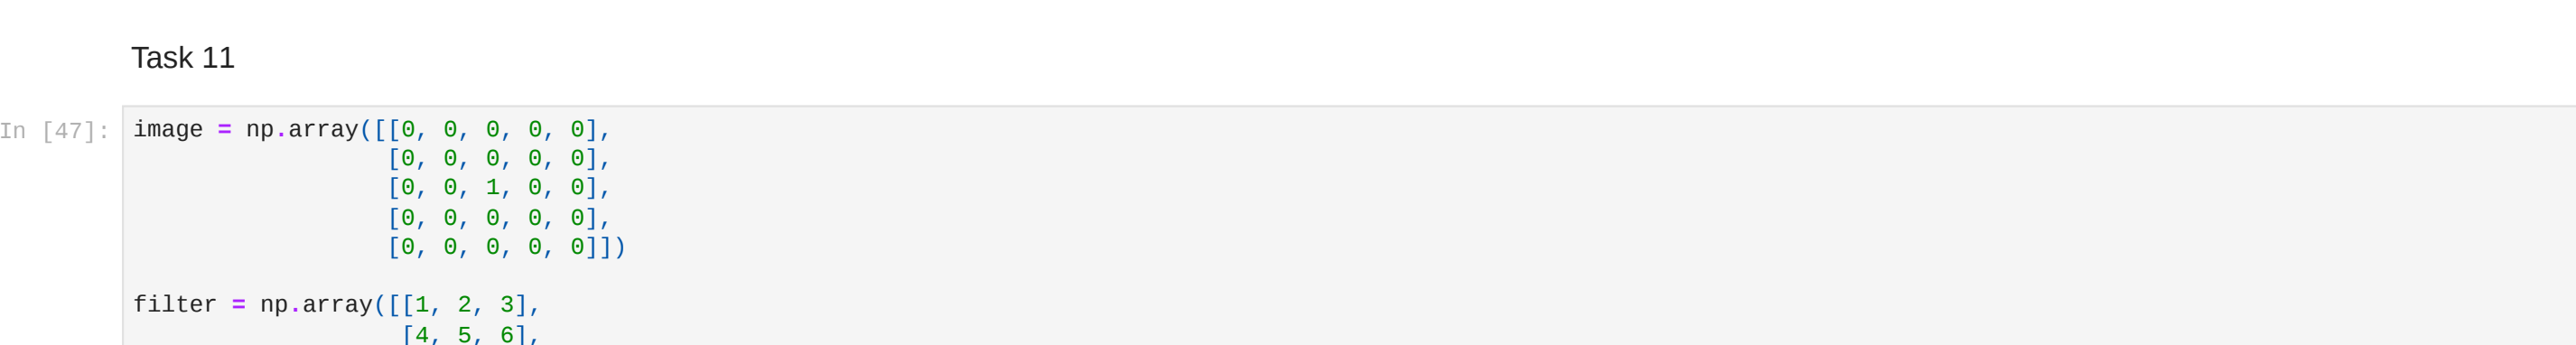 Task 11
In [47]:
image = np.array([[0, 0, 0, 0, 0],
[0, 0, 0, 0, 0],
[0, 0, 1, 0, 0],
[0, 0, 0, 0, 0],
[0, 0, 0, 0, 0]])
filter = np.array([[1, 2, 3],
[4, 5, 6],